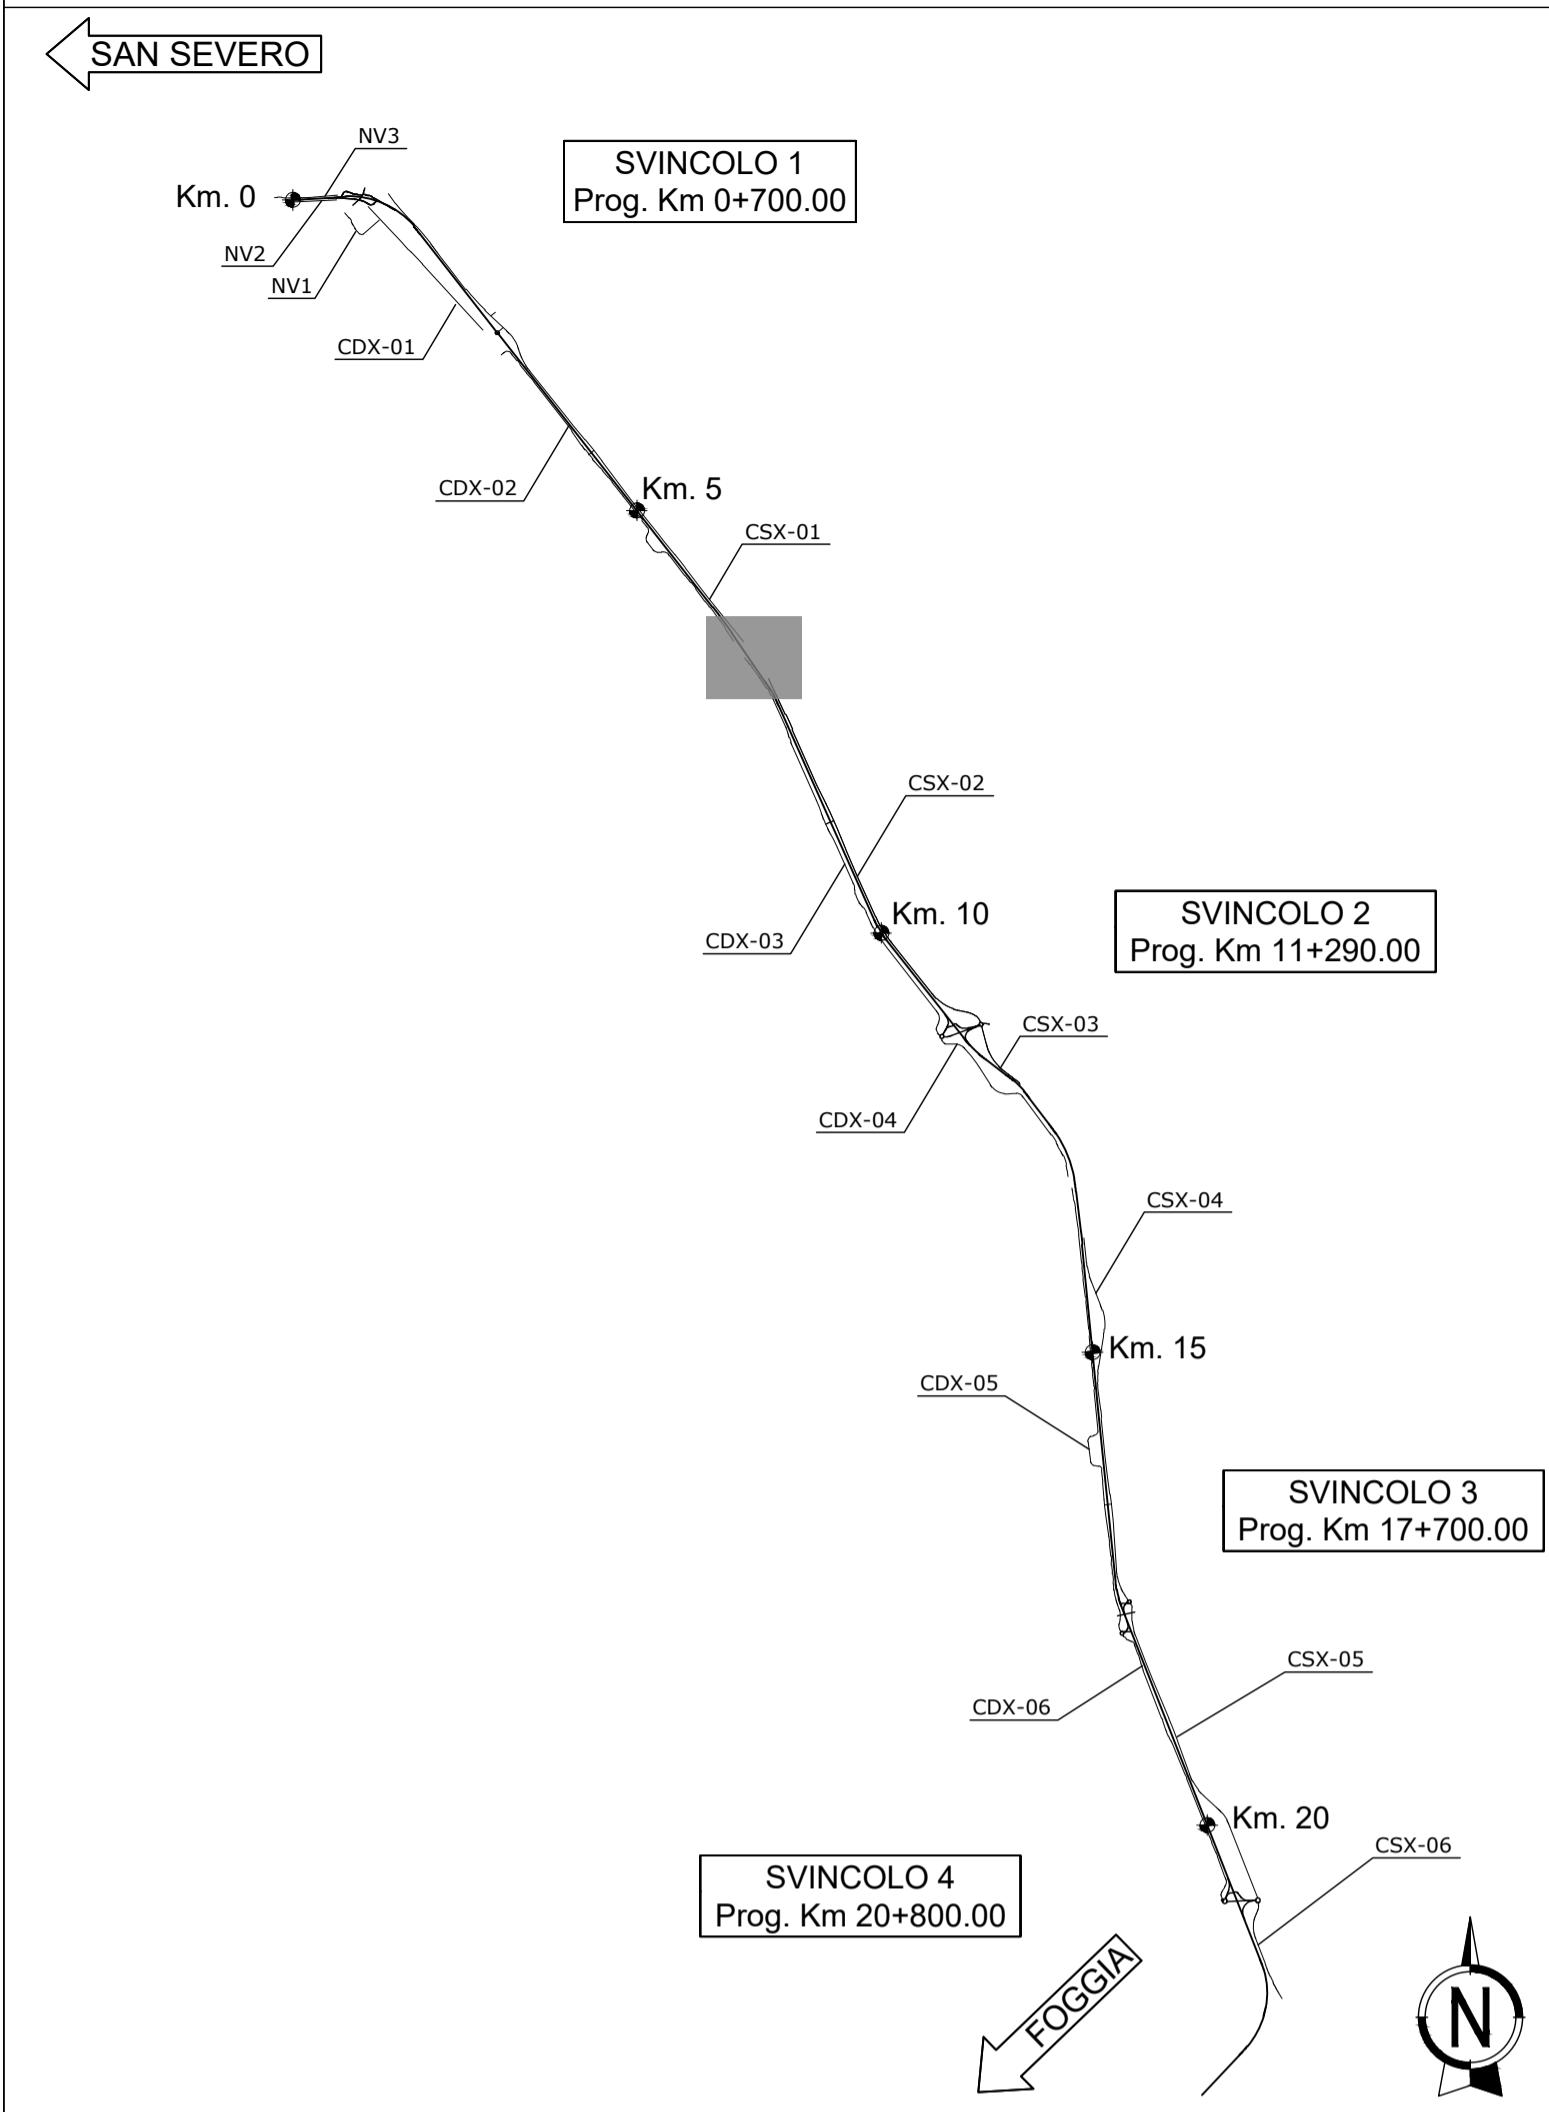 SAN SEVERO
NV3
SVINCOLO 1
Prog. Km 0+700.00
Km. 0
NV2
NV1
CDX-01
CDX-02
Km. 5
CSX-01
CSX-02
Km. 10
CDX-03
SVINCOLO 2
Prog. Km 11+290.00
CSX-03
CDX-04
CSX-04
Km. 15
CDX-05
SVINCOLO 3
Prog. Km 17+700.00
CSX-05
CDX-06
Km. 20
CSX-06
SVINCOLO 4
Prog. Km 20+800.00
FOGGIA
N